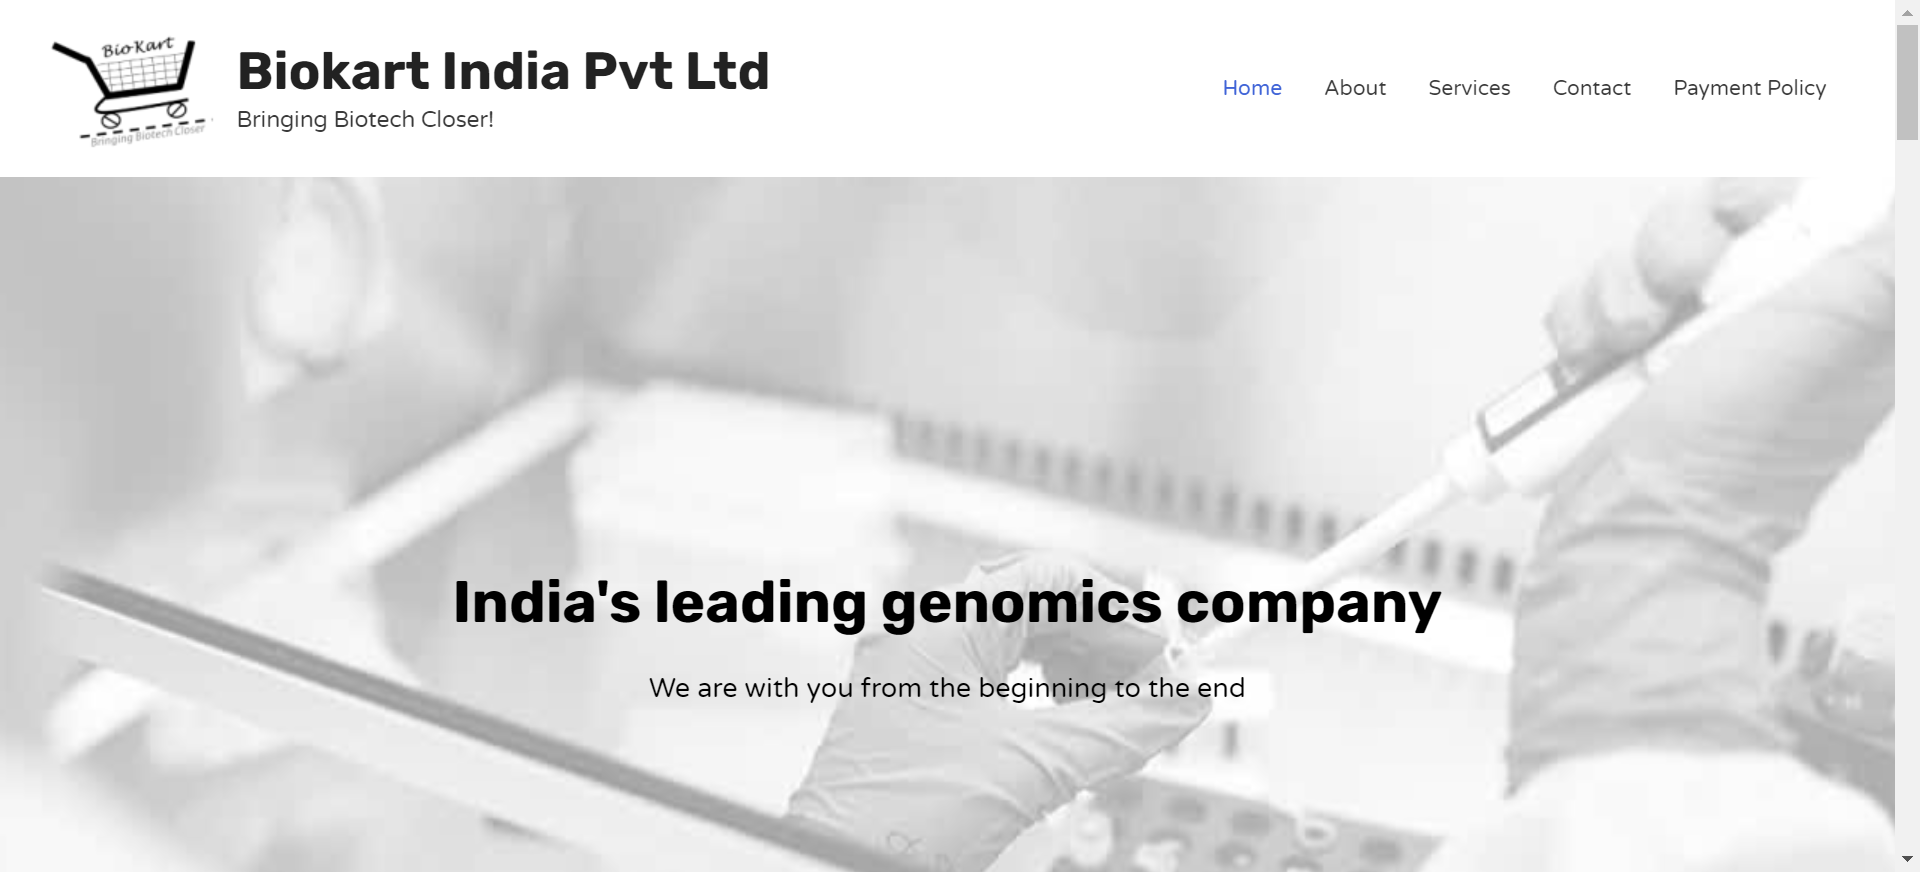 BioKart
Bringing Biotech Closer
Biokart India Pvt Ltd
Bringing Biotech Closer!
Home
About
Services
Contact
Payment Policy
India's leading genomics company
We are with you from the beginning to the end